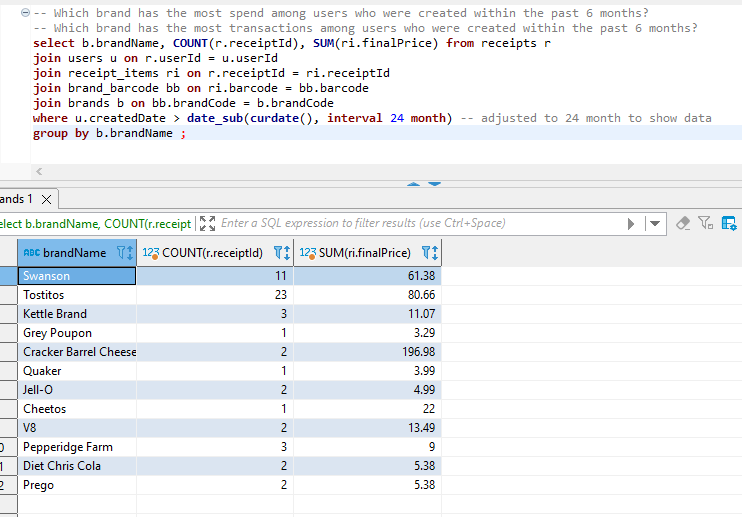 -- Which brand has the most spend among users who were created within the past 6 months?
-- Which brand has the most transactions among users who were created within the past 6 months?
select b.brandName, COUNT(r.receiptId), SUM(ri.finalPrice) from receipts r
join users u on r.userId = u.userId
join receipt_items ri on r.receiptId = ri.receiptId
join brand_barcode bb on ri.barcode = bb.barcode
join brands b on bb.brandCode = b.brandCode
where u.createdDate > date_sub(curdate(), interval 24 month) -- adjusted to 24 month to show data
group by b.brandName ;
ands 1
elect b.brandName, COUNT(r.receipt Enter a SQL expression to filter results (use Ctrl+Space)
ABC brandName 123 COUNT(r.receiptId) 123 SUM(ri.finalPrice)
Swanson 11 61.38
Tostitos 23 80.66
Kettle Brand 3 11.07
Grey Poupon 1 3.29
Cracker Barrel Cheese 2 196.98
Quaker 1 3.99
Jell-O 2 4.99
Cheetos 1 22
V8 2 13.49
0 Pepperidge Farm 3 9
1 Diet Chris Cola 2 5.38
2 Prego 2 5.38